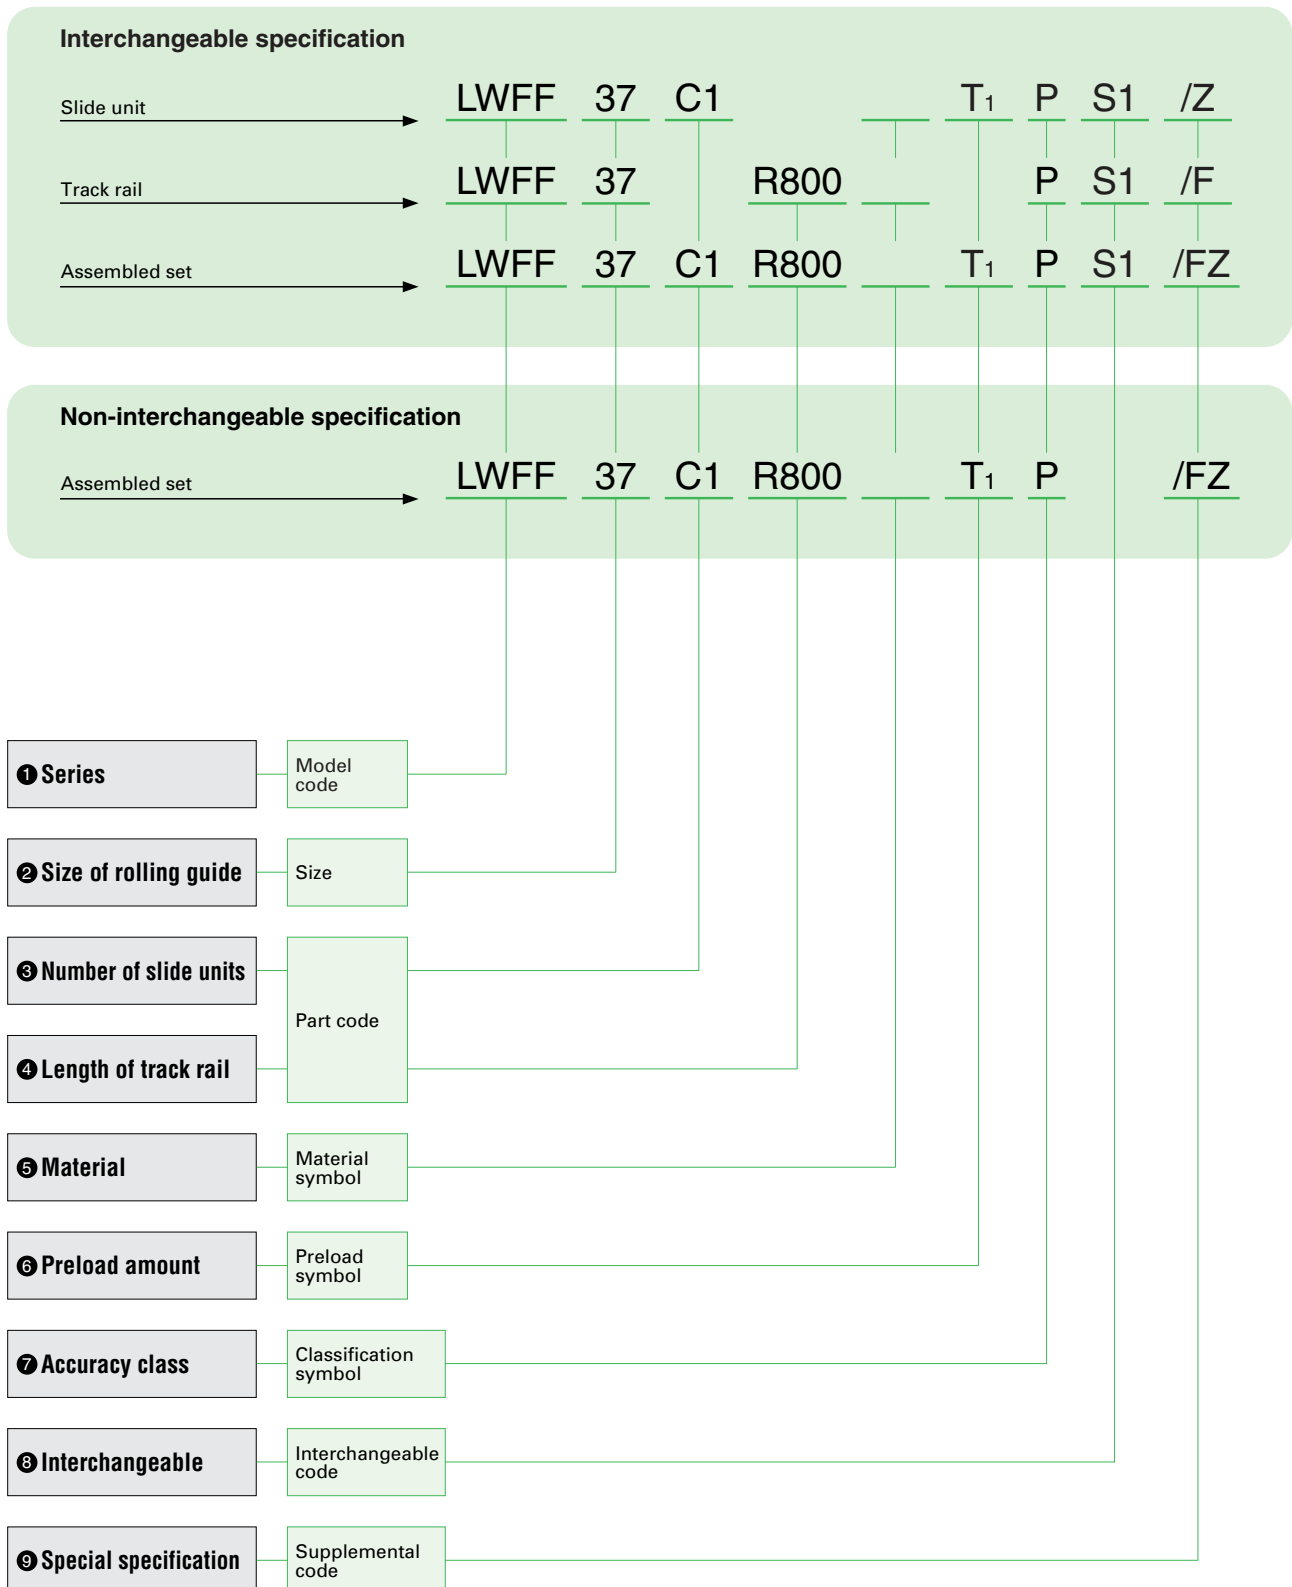 Interchangeable specification
Slide unit LWFF 37 C1 T1 P S1 /Z
Track rail LWFF 37 R800 P S1 /F
Assembled set LWFF 37 C1 R800 T1 P S1 /FZ
Non-interchangeable specification
Assembled set LWFF 37 C1 R800 T1 P /FZ
❶ Series
Model
code
❷ Size of rolling guide
Size
❸ Number of slide units
Part code
❹ Length of track rail
❺ Material
Material
symbol
❻ Preload amount
Preload
symbol
❼ Accuracy class
Classification
symbol
❽ Interchangeable
Interchangeable
code
❾ Special specification
Supplemental
code